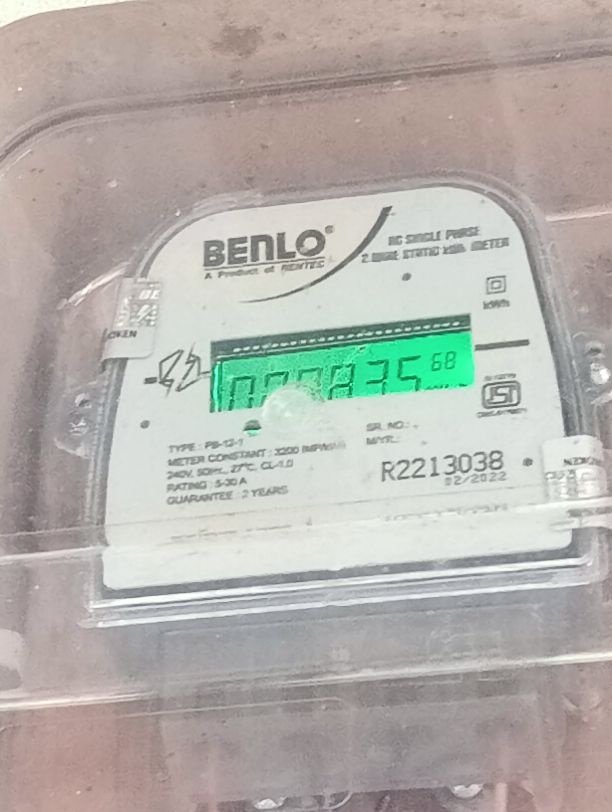 BENLO®
A Product of BENTEC
AC SINGLE PHASE
2 WIRE STATIC kWh METER
kWh
35 68
TYPE : PB-12-1
METER CONSTANT : 3200
240V, 50Hz, 27°C, CL-1.0
RATING : 5-30 A
GUARANTEE : 2 YEARS
SR. NO.:
M/YR.:
R2213038
02/2022